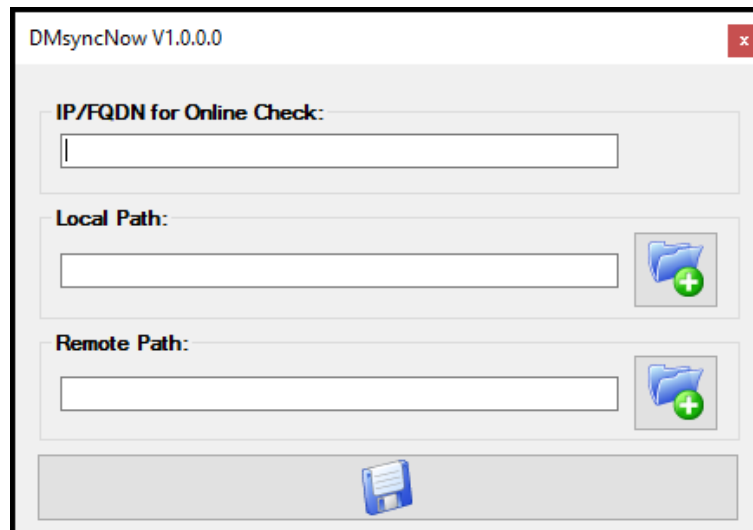 DMsyncNow V1.0.0.0
x
IP/FQDN for Online Check:
Local Path:
Remote Path: